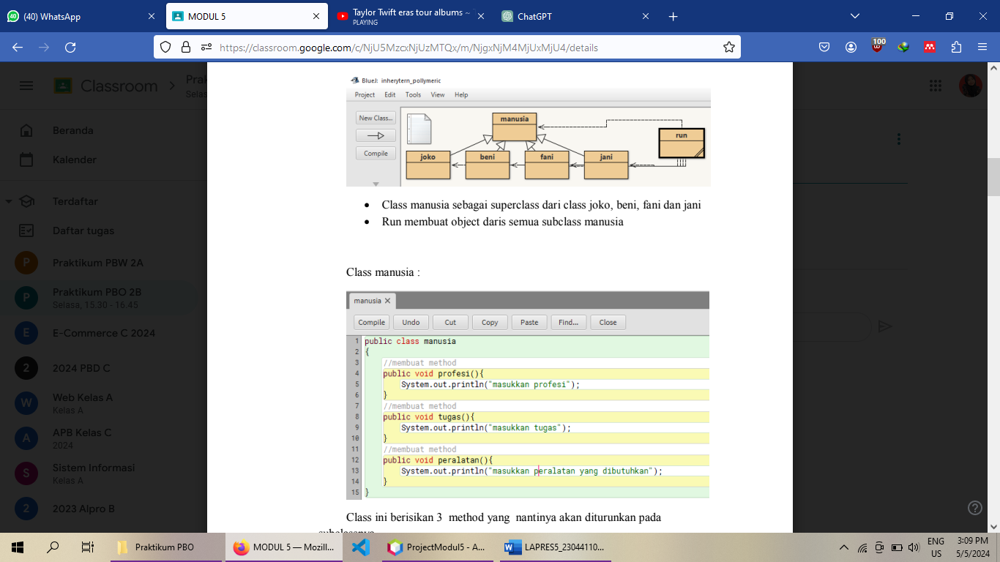 (40) WhatsApp
MODUL 5
Taylor Twift eras tour albums ~
PLAYING
ChatGPT
https://classroom.google.com/c/NjU5MzcxNjUzMTQx/m/NjgxNjM4MjUxMjU4/details
100
Classroom
Prak
Selas
Beranda
Kalender
Terdaftar
Daftar tugas
P
Praktikum PBW 2A
P
Praktikum PBO 2B
Selasa, 15.30 - 16.45
E
E-Commerce C 2024
2
2024 PBD C
W
Web Kelas A
Kelas A
A
APB Kelas C
2024
S
Sistem Informasi
Kelas A
2
2023 Alpro B
BlueJ: inherytern_pollymeric
Project Edit Tools View Help
New Class...
Compile
manusia
run
joko
beni
fani
jani
• Class manusia sebagai superclass dari class joko, beni, fani dan jani
• Run membuat object daris semua subclass manusia
Class manusia :
manusia X
Compile Undo Cut Copy Paste Find... Close
1 public class manusia
2 {
3 //membuat method
4 public void profesi(){
5 System.out.println("masukkan profesi");
6 }
7 //membuat method
8 public void tugas(){
9 System.out.println("masukkan tugas");
10 }
11 //membuat method
12 public void peralatan(){
13 System.out.println("masukkan peralatan yang dibutuhkan");
14 }
15 }
Class ini berisikan 3 method yang nantinya akan diturunkan pada
subclassnya
Praktikum PBO
MODUL 5 — Mozill...
ProjectModul5 - A...
LAPRES5_23044110...
ENG
US
3:09 PM
5/5/2024